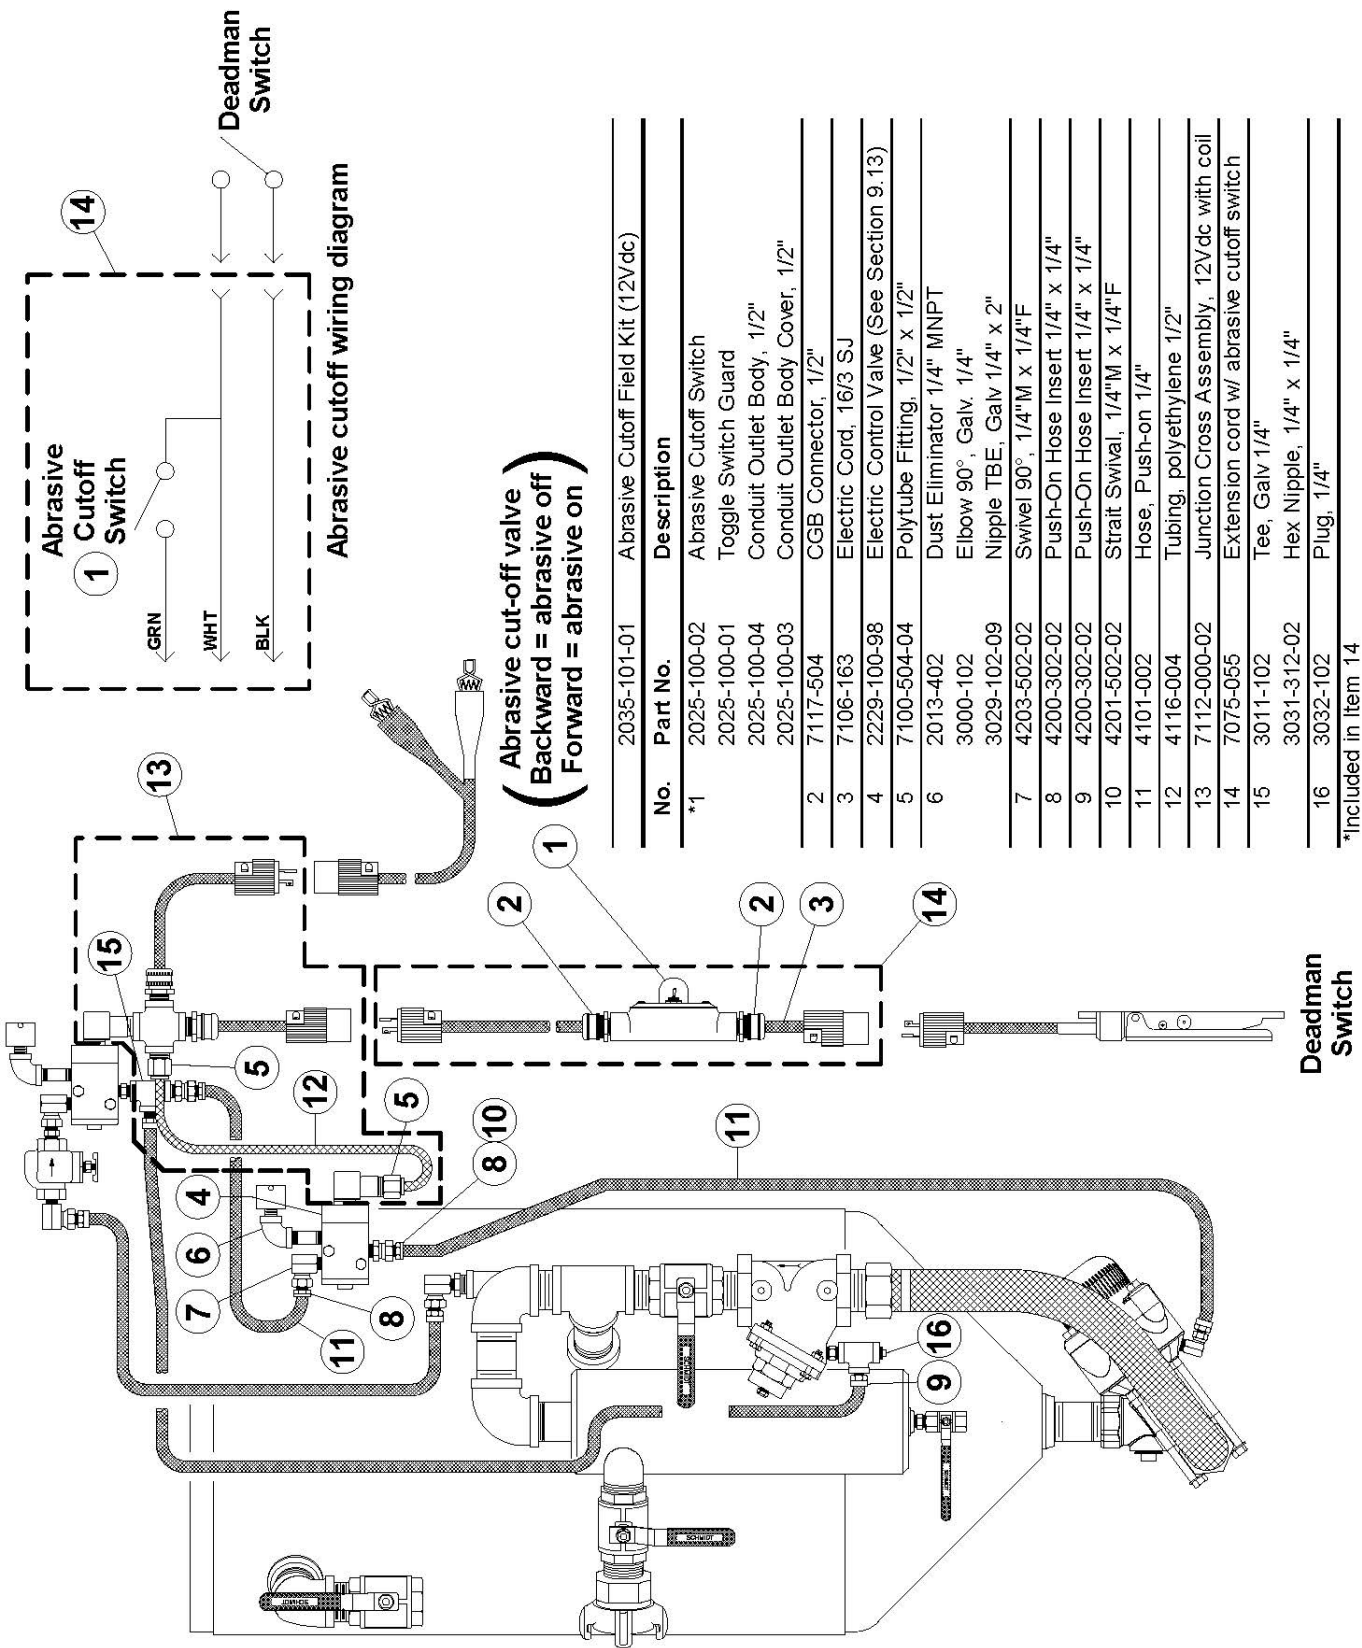 Abrasive
Cutoff
Switch
1
14
GRN
WHT
BLK
Deadman
Switch
Abrasive cutoff wiring diagram
13
15
5
12
5
4
6
7
8
11
8
10
11
16
9
2
1
2
3
14
Abrasive cut-off valve
Backward = abrasive off
Forward = abrasive on
Deadman
Switch
SCHMIDT
SCHMIDT
SCHMIDT
SCHMIDT
2035-101-01 Abrasive Cutoff Field Kit (12Vdc)
No. Part No. Description
*1 2025-100-02 Abrasive Cutoff Switch
2025-100-01 Toggle Switch Guard
2025-100-04 Conduit Outlet Body, 1/2"
2025-100-03 Conduit Outlet Body Cover, 1/2"
2 7117-504 CGB Connector, 1/2"
3 7106-163 Electric Cord, 16/3 SJ
4 2229-100-98 Electric Control Valve (See Section 9.13)
5 7100-504-04 Polytube Fitting, 1/2" x 1/2"
6 2013-402 Dust Eliminator 1/4" MNPT
3000-102 Elbow 90°, Galv. 1/4"
3029-102-09 Nipple TBE, Galv 1/4" x 2"
7 4203-502-02 Swivel 90°, 1/4"M x 1/4"F
8 4200-302-02 Push-On Hose Insert 1/4" x 1/4"
9 4200-302-02 Push-On Hose Insert 1/4" x 1/4"
10 4201-502-02 Strait Swival, 1/4"M x 1/4"F
11 4101-002 Hose, Push-on 1/4"
12 4116-004 Tubing, polyethylene 1/2"
13 7112-000-02 Junction Cross Assembly, 12Vdc with coil
14 7075-055 Extension cord w/ abrasive cutoff switch
15 3011-102 Tee, Galv 1/4"
3031-312-02 Hex Nipple, 1/4" x 1/4"
16 3032-102 Plug, 1/4"
*Included in Item 14